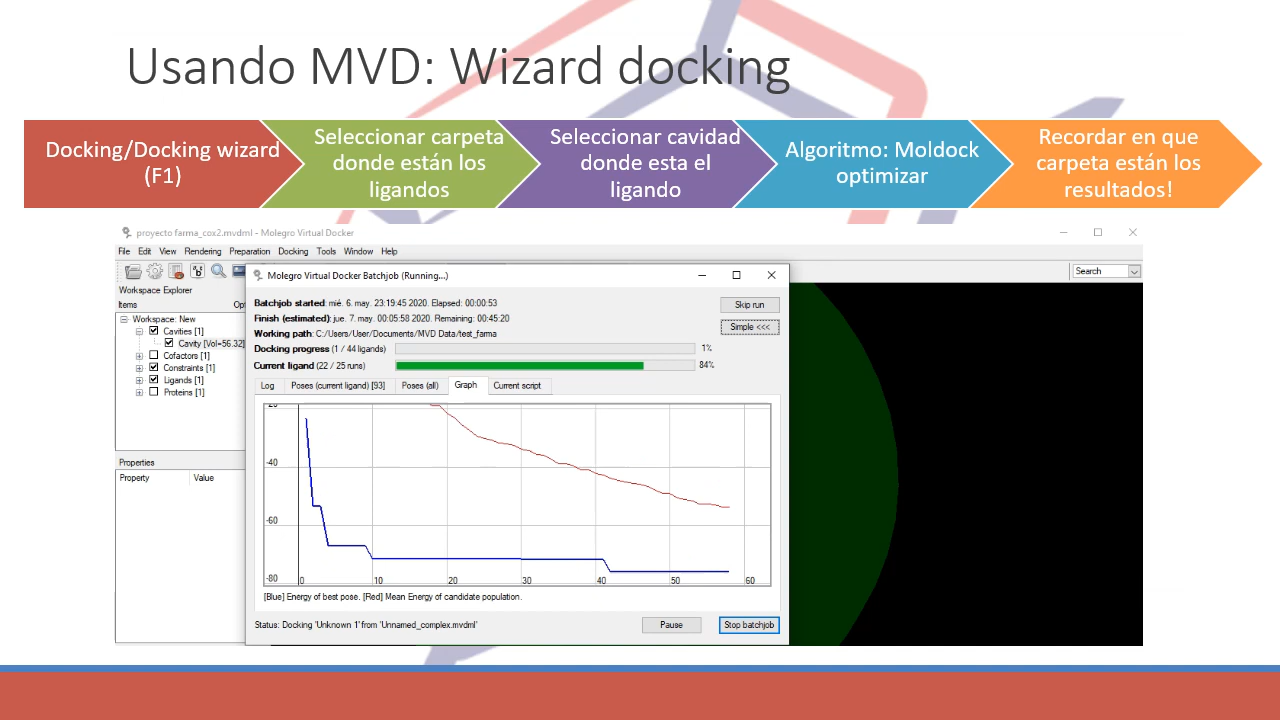 Usando MVD: Wizard docking
Docking/Docking wizard
(F1)
Seleccionar carpeta
donde están los
ligandos
Seleccionar cavidad
donde esta el
ligando
Algoritmo: Moldock
optimizar
Recordar en que
carpeta están los
resultados!
proyecto farma_cox2.mvdml - Molegro Virtual Docker
File Edit View Rendering Preparation Docking Tools Window Help
Search
Workspace Explorer
Items
Workspace: New
Cavities [1]
Cavity [Vol=56.32]
Cofactors [1]
Constraints [1]
Ligands [1]
Proteins [1]
Properties
Property Value
Molegro Virtual Docker Batchjob (Running...)
Batchjob started: mié. 6. may. 23:19:45 2020. Elapsed: 00:00:53
Skip run
Finish (estimated): jue. 7. may. 00:05:58 2020. Remaining: 00:45:20
Simple <<<
Working path: C:/Users/User/Documents/MVD Data/test_farma
Docking progress (1 / 44 ligands) 1%
Current ligand (22 / 25 runs) 84%
Log Poses (current ligand) [93] Poses (all) Graph Current script
-40
-60
-80
0 10 20 30 40 50 60
[Blue] Energy of best pose. [Red] Mean Energy of candidate population.
Status: Docking 'Unknown 1' from 'Unnamed_complex.mvdml'
Pause
Stop batchjob